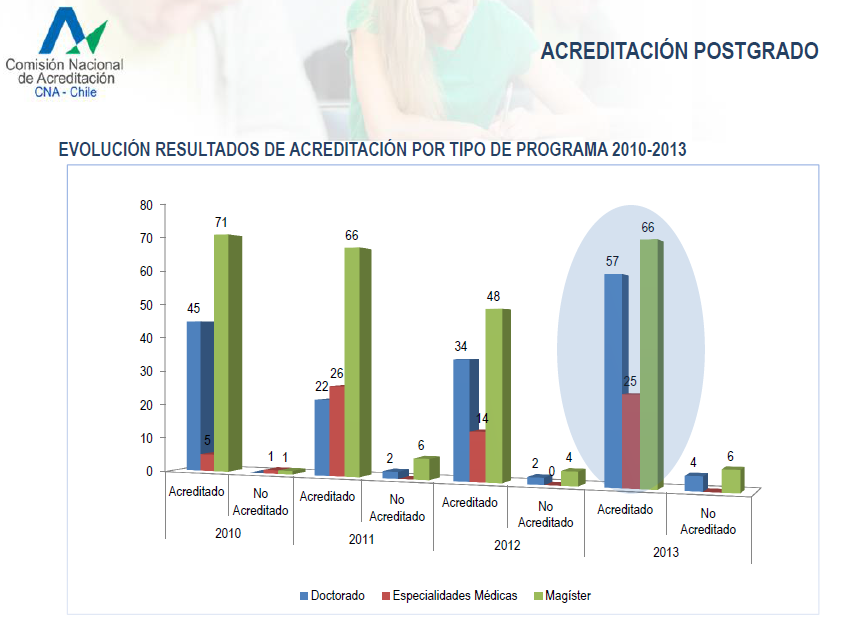 Comisión Nacional
de Acreditación
CNA - Chile
ACREDITACIÓN POSTGRADO
EVOLUCIÓN RESULTADOS DE ACREDITACIÓN POR TIPO DE PROGRAMA 2010-2013
80
70
60
50
40
30
20
10
0
45
5
71
1
1
22
26
66
2
6
34
14
48
2
0
4
57
25
66
4
6
Acreditado
No
Acreditado
Acreditado
No
Acreditado
Acreditado
No
Acreditado
Acreditado
No
Acreditado
2010
2011
2012
2013
Doctorado
Especialidades Médicas
Magíster